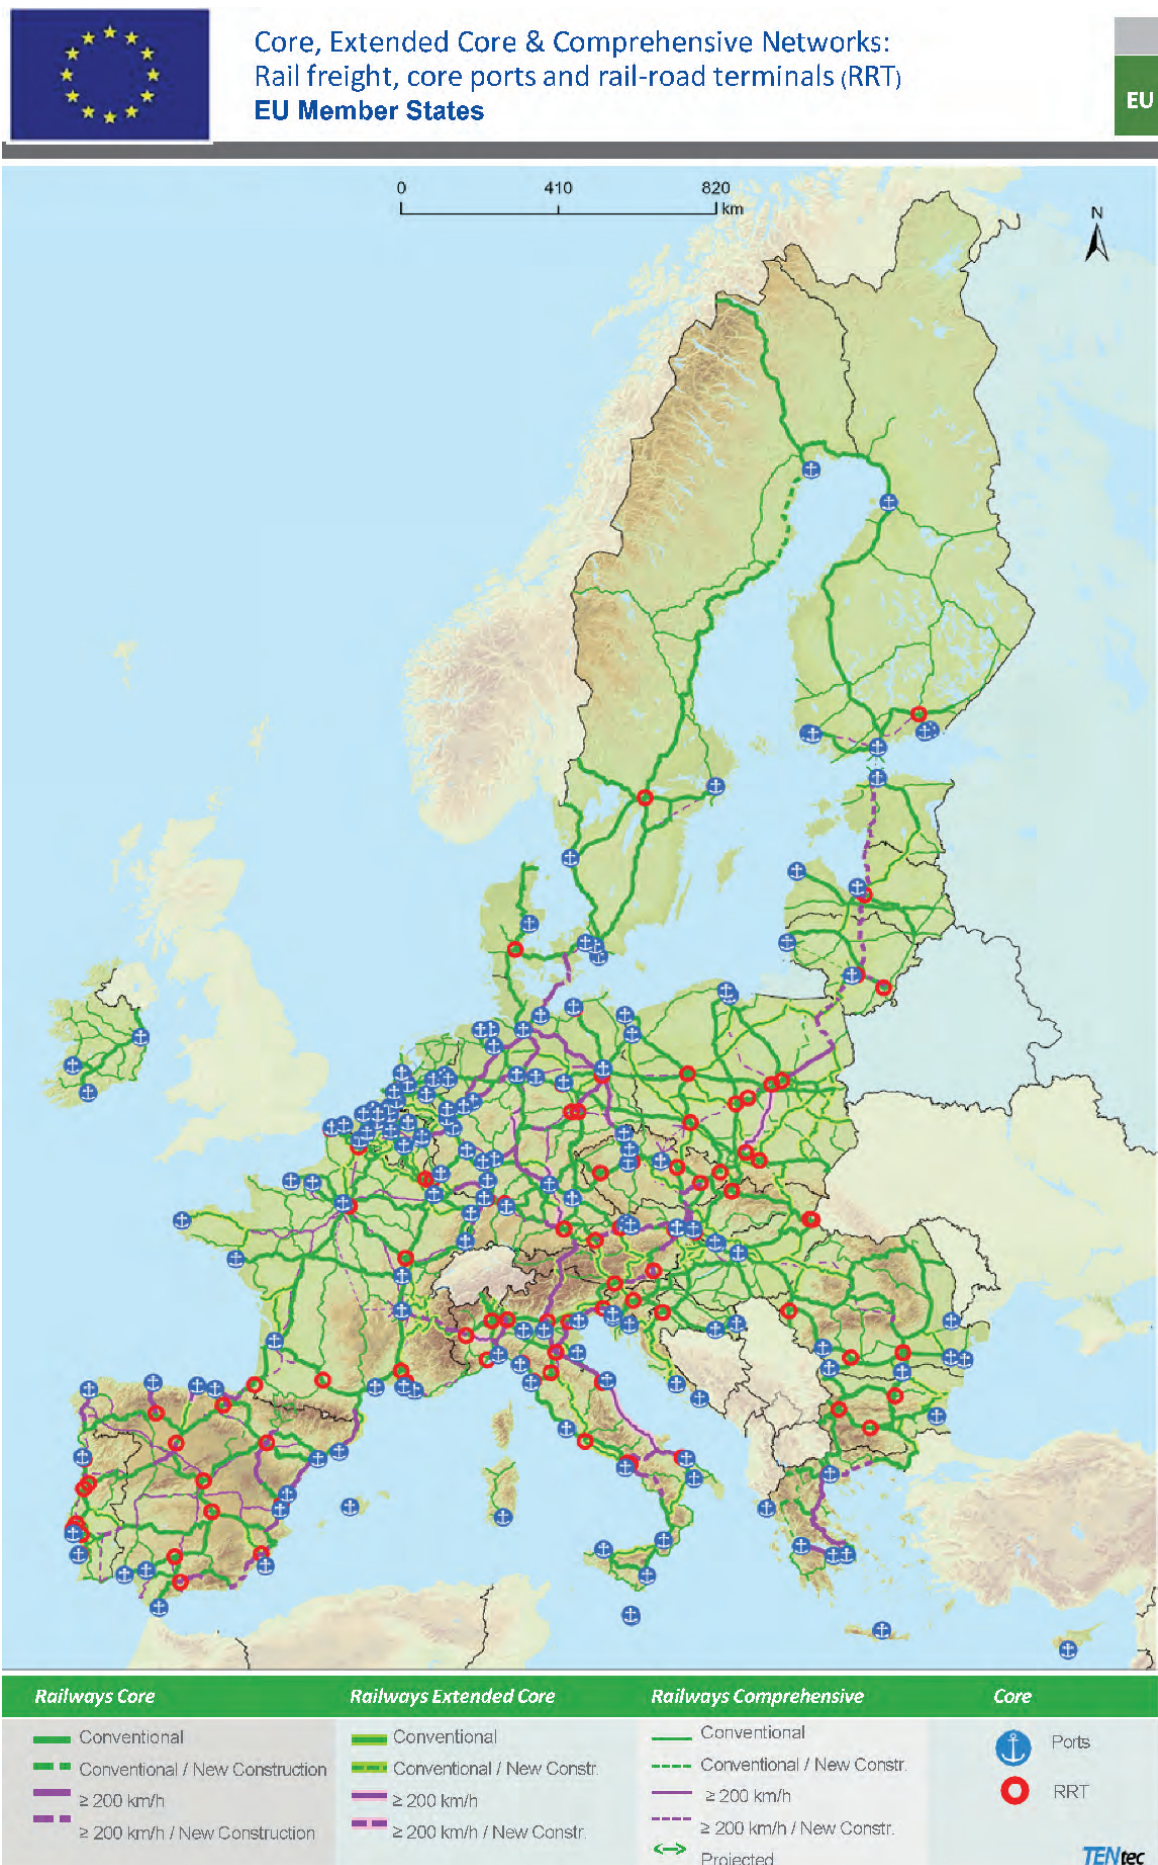 Core, Extended Core & Comprehensive Networks:
Rail freight, core ports and rail-road terminals (RRT)
EU Member States
EU
0 410 820
km
N
Railways Core
Conventional
Conventional / New Construction
≥ 200 km/h
≥ 200 km/h / New Construction
Railways Extended Core
Conventional
Conventional / New Constr.
≥ 200 km/h
≥ 200 km/h / New Constr.
Railways Comprehensive
Conventional
Conventional / New Constr.
≥ 200 km/h
≥ 200 km/h / New Constr.
Projected
Core
Ports
RRT
TENtec